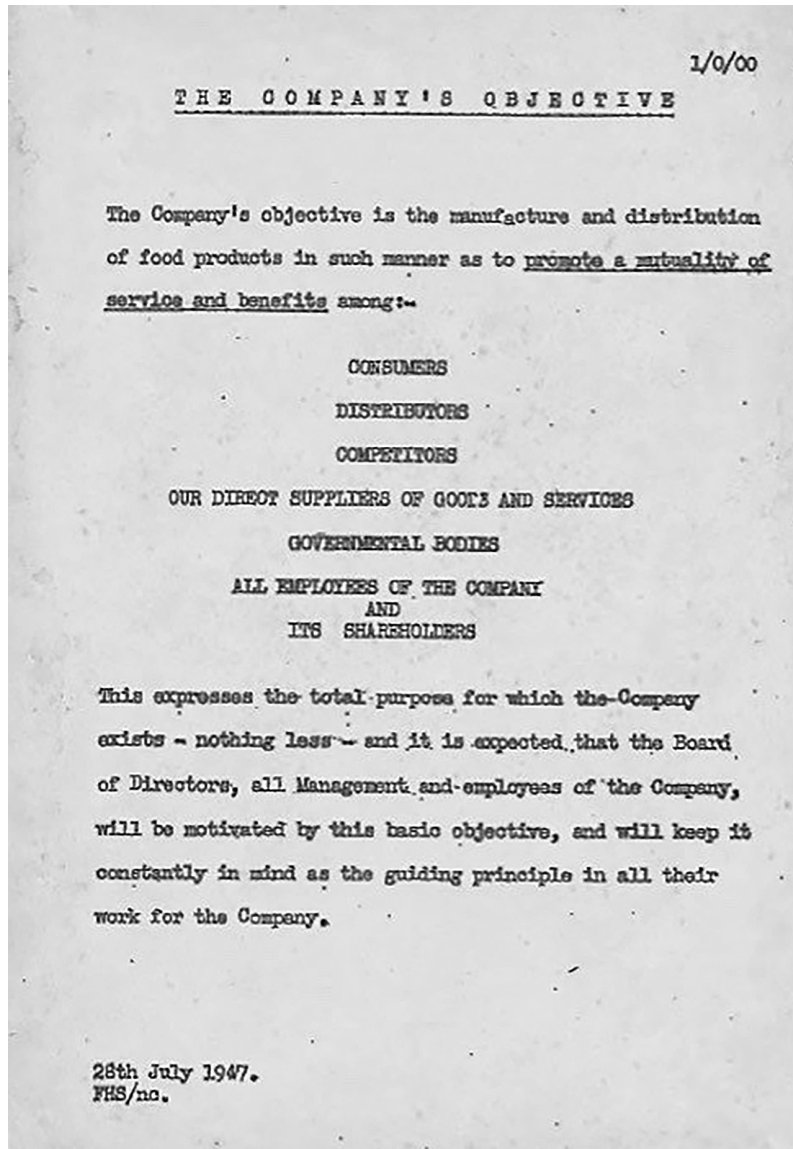 1/0/00
THE COMPANY'S OBJECTIVE
The Company's objective is the manufacture and distribution
of food products in such manner as to promote a mutuality of
service and benefits among:-
CONSUMERS
DISTRIBUTORS
COMPETITORS
OUR DIRECT SUPPLIERS OF GOODS AND SERVICES
GOVERNMENTAL BODIES
ALL EMPLOYEES OF THE COMPANY
AND
ITS SHAREHOLDERS
This expresses the total purpose for which the Company
exists - nothing less - and it is expected that the Board
of Directors, all Management and employees of the Company,
will be motivated by this basic objective, and will keep it
constantly in mind as the guiding principle in all their
work for the Company.
28th July 1947.
FHS/nc.